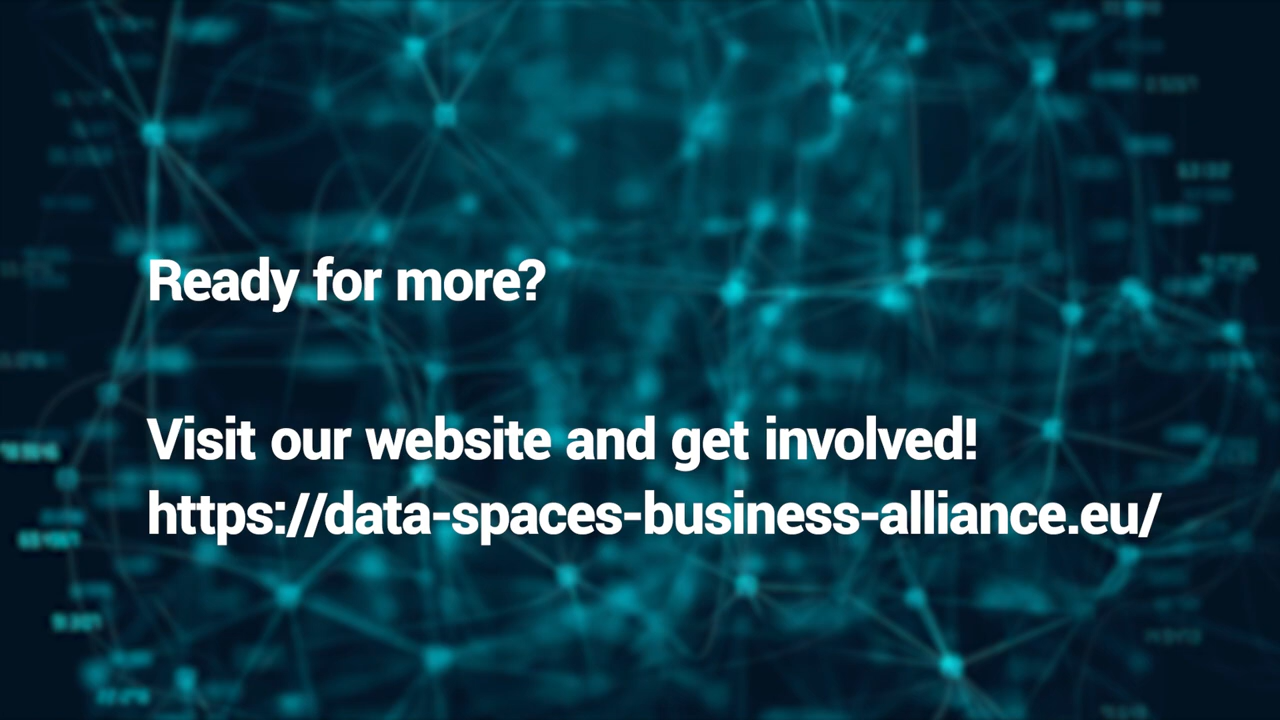 Ready for more?
Visit our website and get involved!
https://data-spaces-business-alliance.eu/